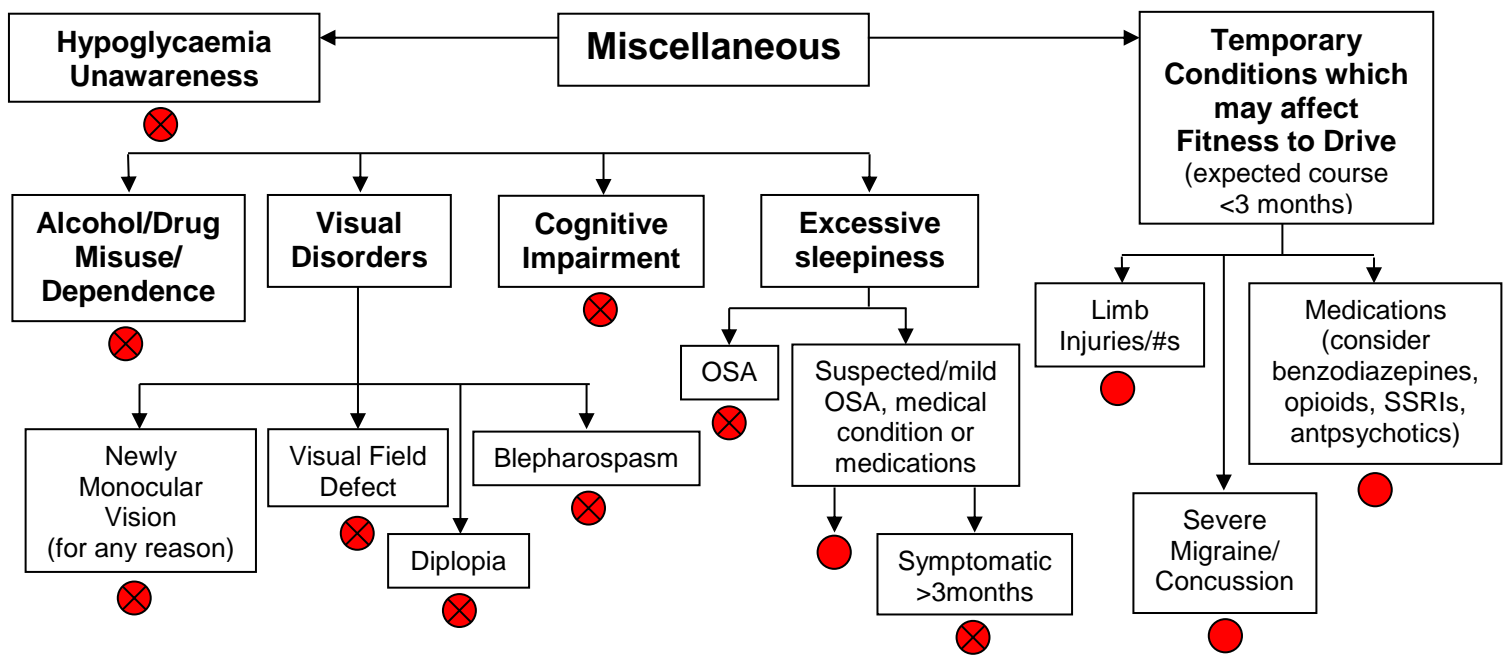 Hypoglycaemia
Unawareness
Miscellaneous
Temporary
Conditions which
may affect
Fitness to Drive
(expected course
<3 months)
Alcohol/Drug
Misuse/
Dependence
Visual
Disorders
Cognitive
Impairment
Excessive
sleepiness
Limb
Injuries/#s
Medications
(consider
benzodiazepines,
opioids, SSRIs,
antpsychotics)
OSA
Suspected/mild
OSA, medical
condition or
medications
Newly
Monocular
Vision
(for any reason)
Visual Field
Defect
Blepharospasm
Diplopia
Symptomatic
>3months
Severe
Migraine/
Concussion